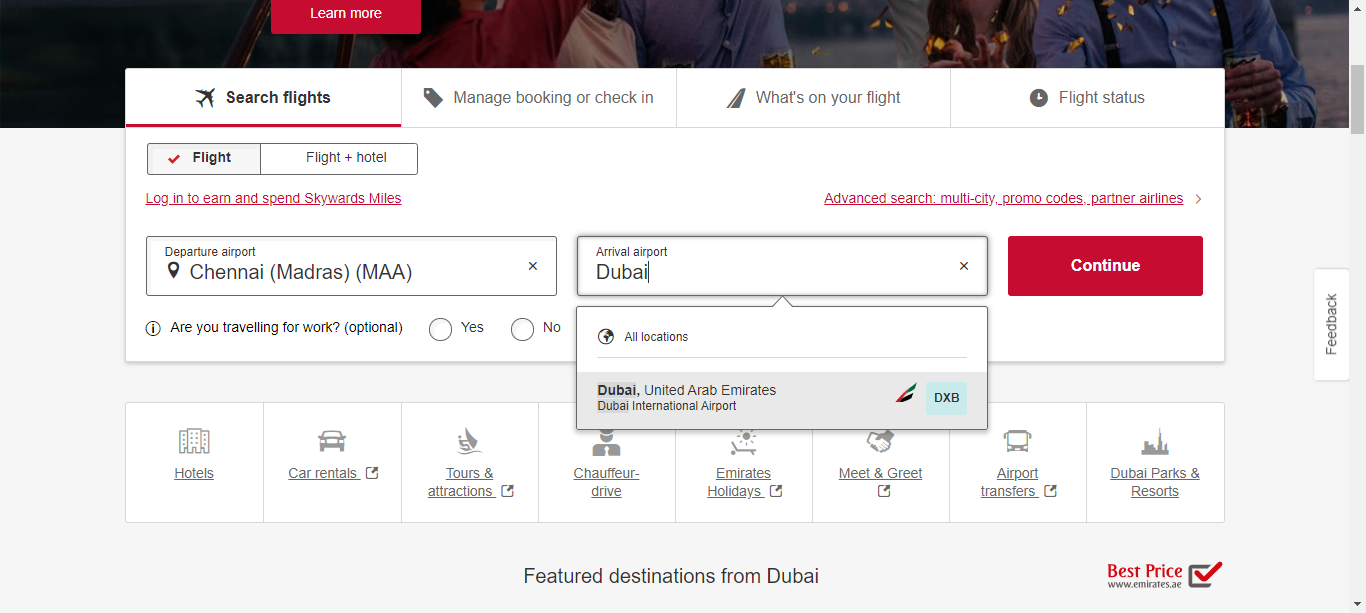 Learn more
Search flights
Manage booking or check in
What's on your flight
Flight status
Flight
Flight + hotel
Log in to earn and spend Skywards Miles
Advanced search: multi-city, promo codes, partner airlines
Departure airport
Chennai (Madras) (MAA)
Arrival airport
Dubai
Continue
Are you travelling for work? (optional)
Yes
No
All locations
Dubai, United Arab Emirates
Dubai International Airport
DXB
Feedback
Hotels
Car rentals
Tours &
attractions
Chauffeur-
drive
Emirates
Holidays
Meet & Greet
Airport
transfers
Dubai Parks &
Resorts
Featured destinations from Dubai
Best Price
www.emirates.ae